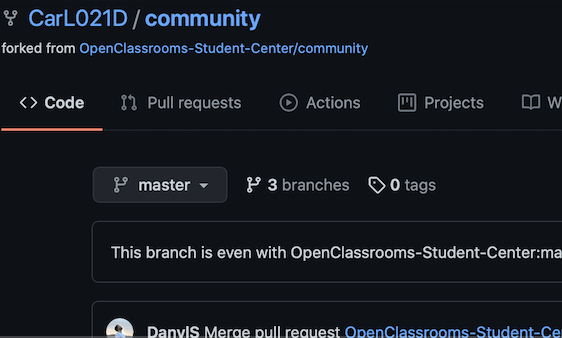 CarL021D / community
forked from OpenClassrooms-Student-Center/community
Code Pull requests Actions Projects W
master 3 branches 0 tags
This branch is even with OpenClassrooms-Student-Center:ma
DanylS Merge pull request OpenClassrooms-Student-Ce